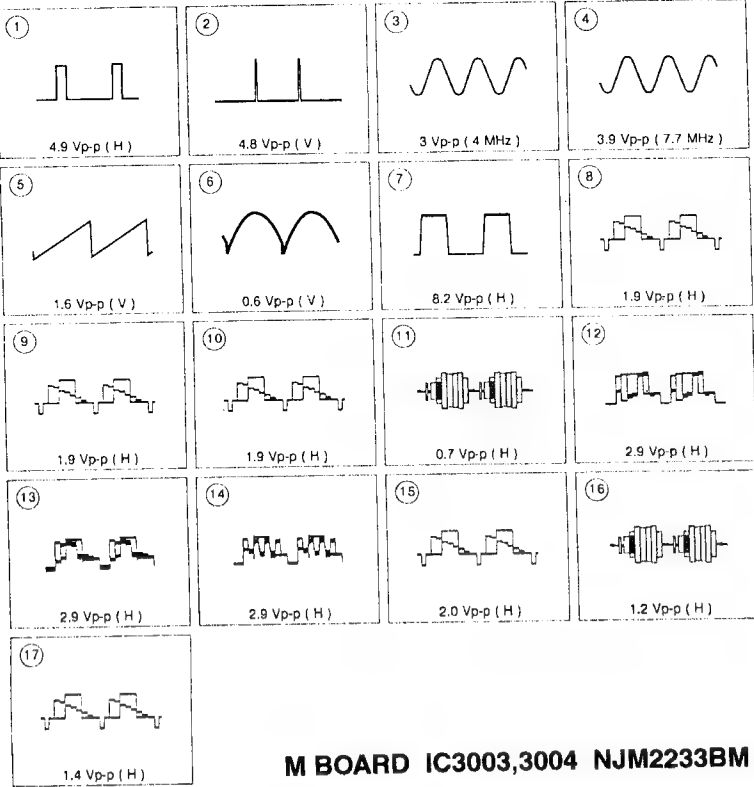 1
4.9 Vp-p ( H )
2
4.8 Vp-p ( V )
3
3 Vp-p ( 4 MHz )
4
3.9 Vp-p ( 7.7 MHz )
5
1.6 Vp-p ( V )
6
0.6 Vp-p ( V )
7
8.2 Vp-p ( H )
8
1.9 Vp-p ( H )
9
1.9 Vp-p ( H )
10
1.9 Vp-p ( H )
11
0.7 Vp-p ( H )
12
2.9 Vp-p ( H )
13
2.9 Vp-p ( H )
14
2.9 Vp-p ( H )
15
2.0 Vp-p ( H )
16
1.2 Vp-p ( H )
17
1.4 Vp-p ( H )
M BOARD IC3003,3004 NJM2233BM